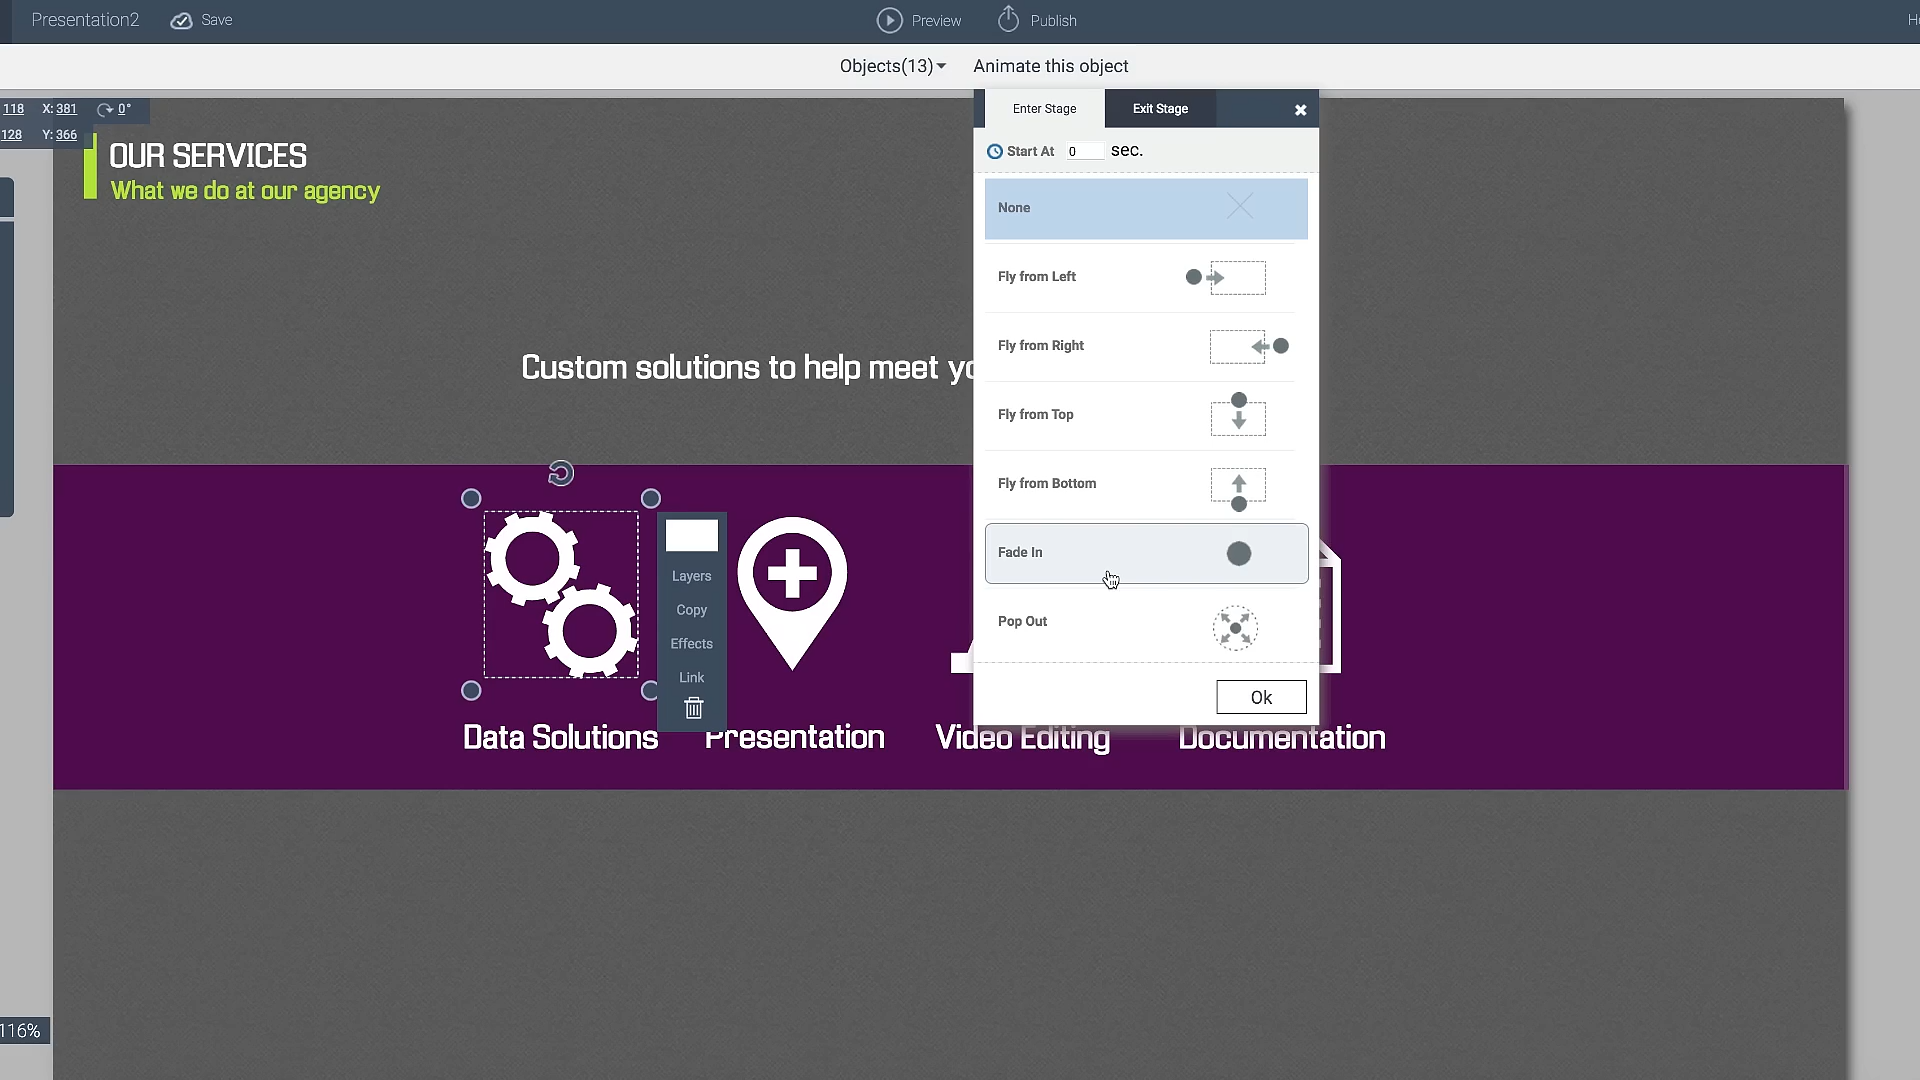 Presentation2
Save
Preview
Publish
Objects(13)
Animate this object
118 X: 381 0°
128 Y: 366
OUR SERVICES
What we do at our agency
Enter Stage
Exit Stage
Start At 0 sec.
None
Fly from Left
Fly from Right
Fly from Top
Fly from Bottom
Fade In
Pop Out
Ok
Custom solutions to help meet
Layers
Copy
Effects
Link
Data Solutions
Presentation
Video Editing
Documentation
116%